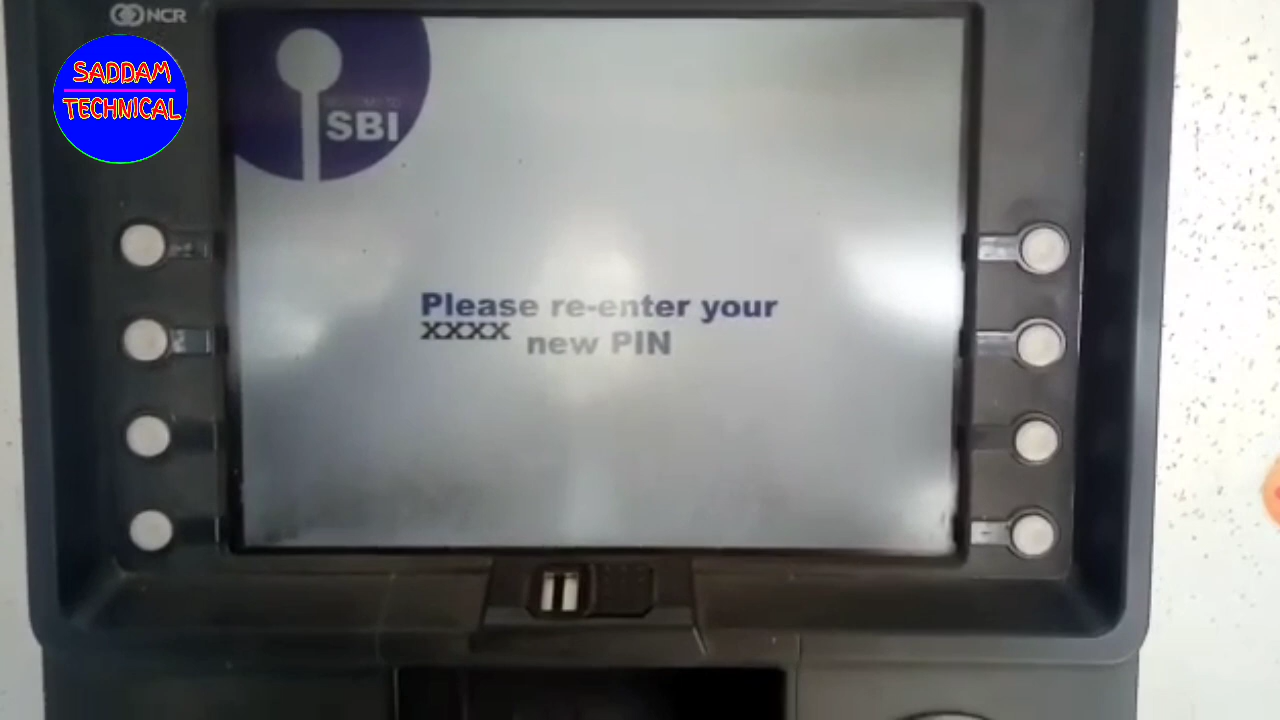 NCR
SADDAM
TECHNICAL
SBI
Please re-enter your
XXXX new PIN